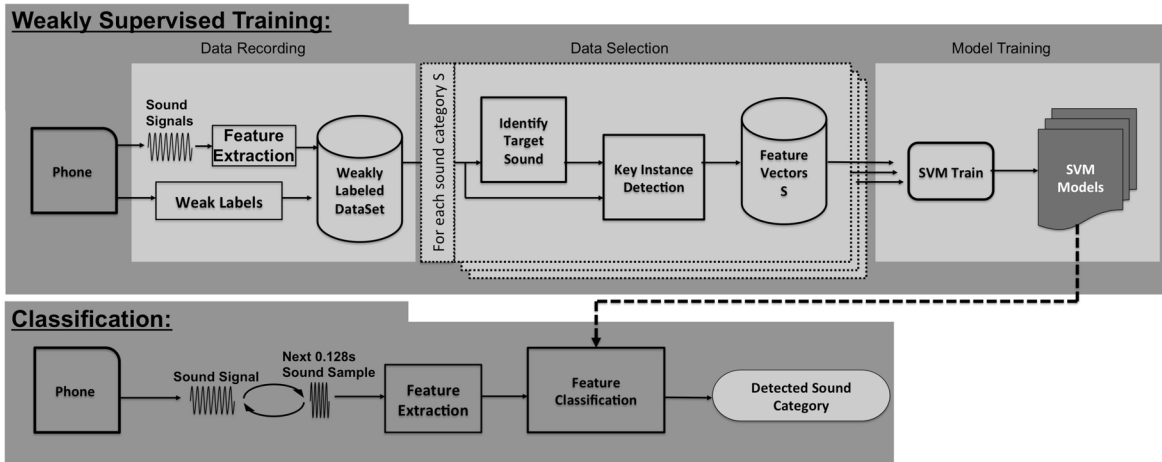 Weakly Supervised Training:
Data Recording
Data Selection
Model Training
Phone
Sound
Signals
Feature
Extraction
Weak Labels
Weakly
Labeled
DataSet
For each sound category S
Identify
Target
Sound
Key Instance
Detection
Feature
Vectors
S
SVM Train
SVM
Models
Classification:
Phone
Sound Signal
Next 0.128s
Sound Sample
Feature
Extraction
Feature
Classification
Detected Sound
Category